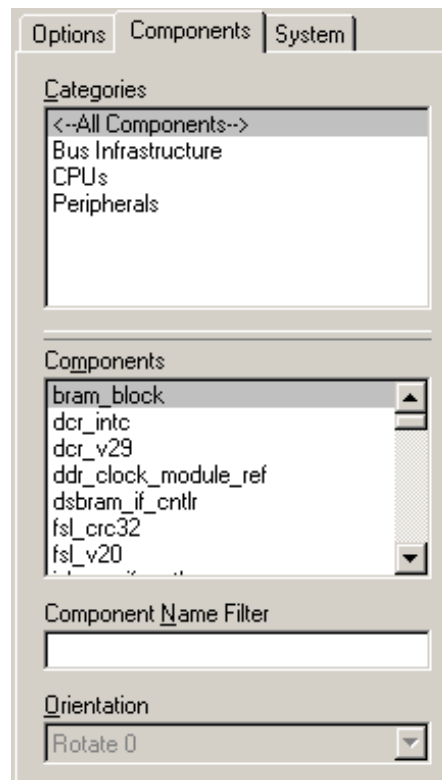 Options Components System
Categories
<--All Components-->
Bus Infrastructure
CPUs
Peripherals
Components
bram_block
dcr_intc
dcr_v29
ddr_clock_module_ref
dsbram_if_cntlr
fsl_crc32
fsl_v20
Component Name Filter
Orientation
Rotate 0